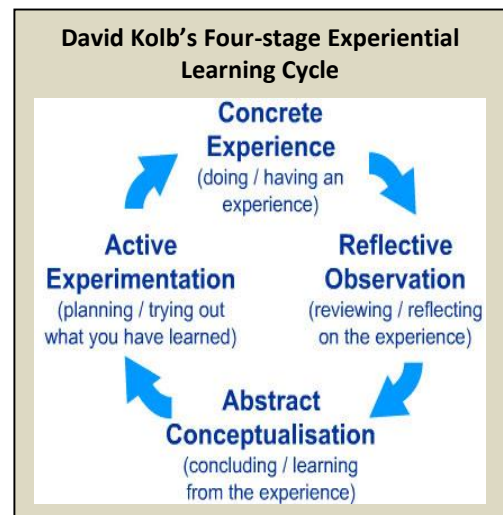 David Kolb’s Four-stage Experiential
Learning Cycle
Concrete
Experience
(doing / having an
experience)
Reflective
Observation
(reviewing / reflecting
on the experience)
Abstract
Conceptualisation
(concluding / learning
from the experience)
Active
Experimentation
(planning / trying out
what you have learned)